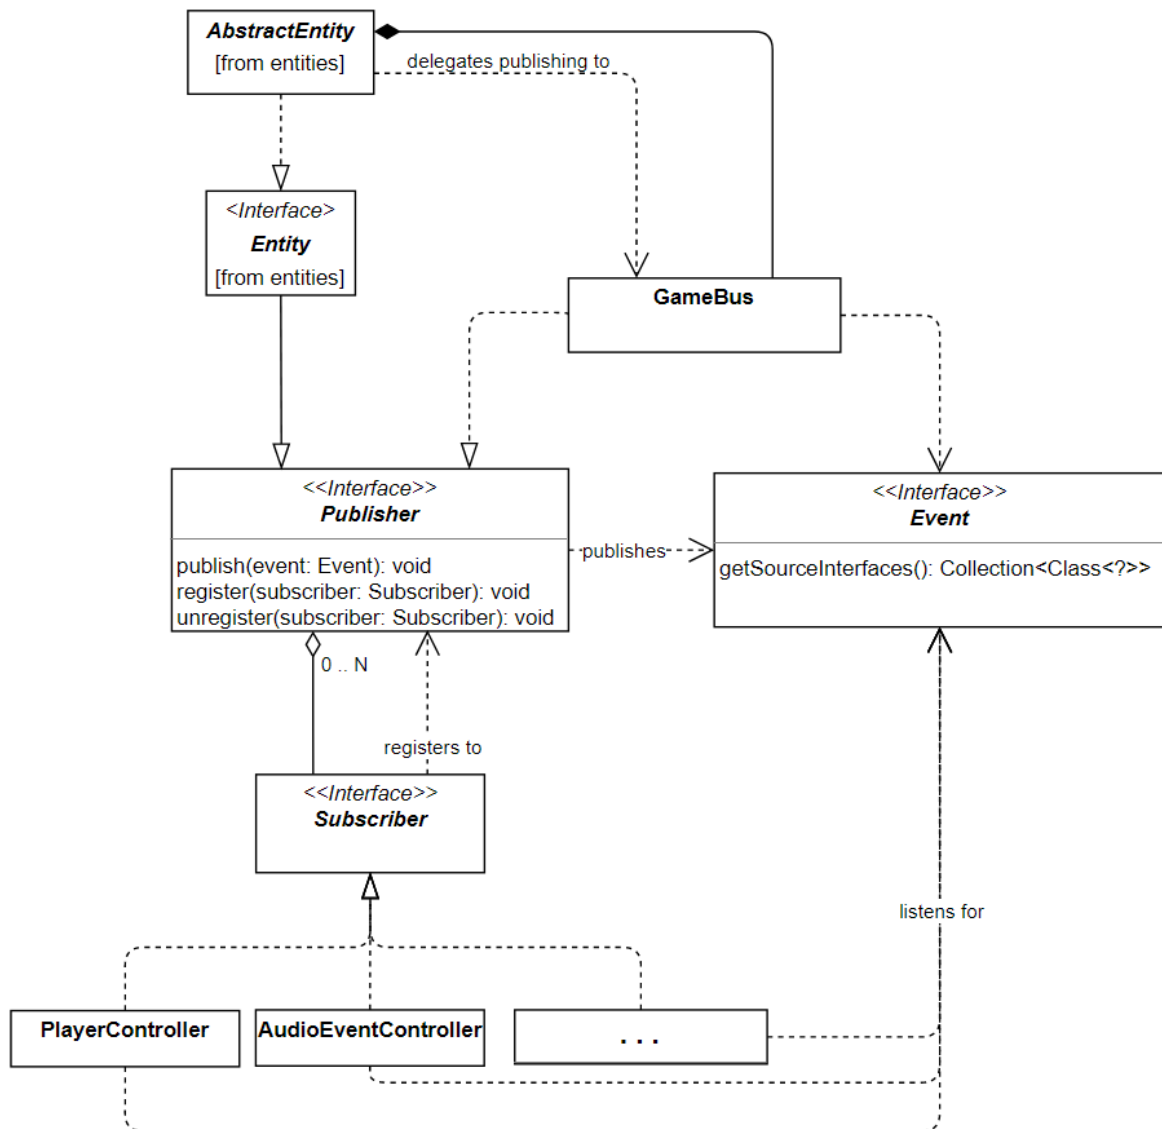 AbstractEntity
[from entities]
delegates publishing to
<Interface>
Entity
[from entities]
GameBus
<<Interface>>
Publisher
publish(event: Event): void
register(subscriber: Subscriber): void
unregister(subscriber: Subscriber): void
publishes
<<Interface>>
Event
getSourceInterfaces(): Collection<Class<?>>
0 .. N
registers to
<<Interface>>
Subscriber
listens for
PlayerController
AudioEventController
. . .